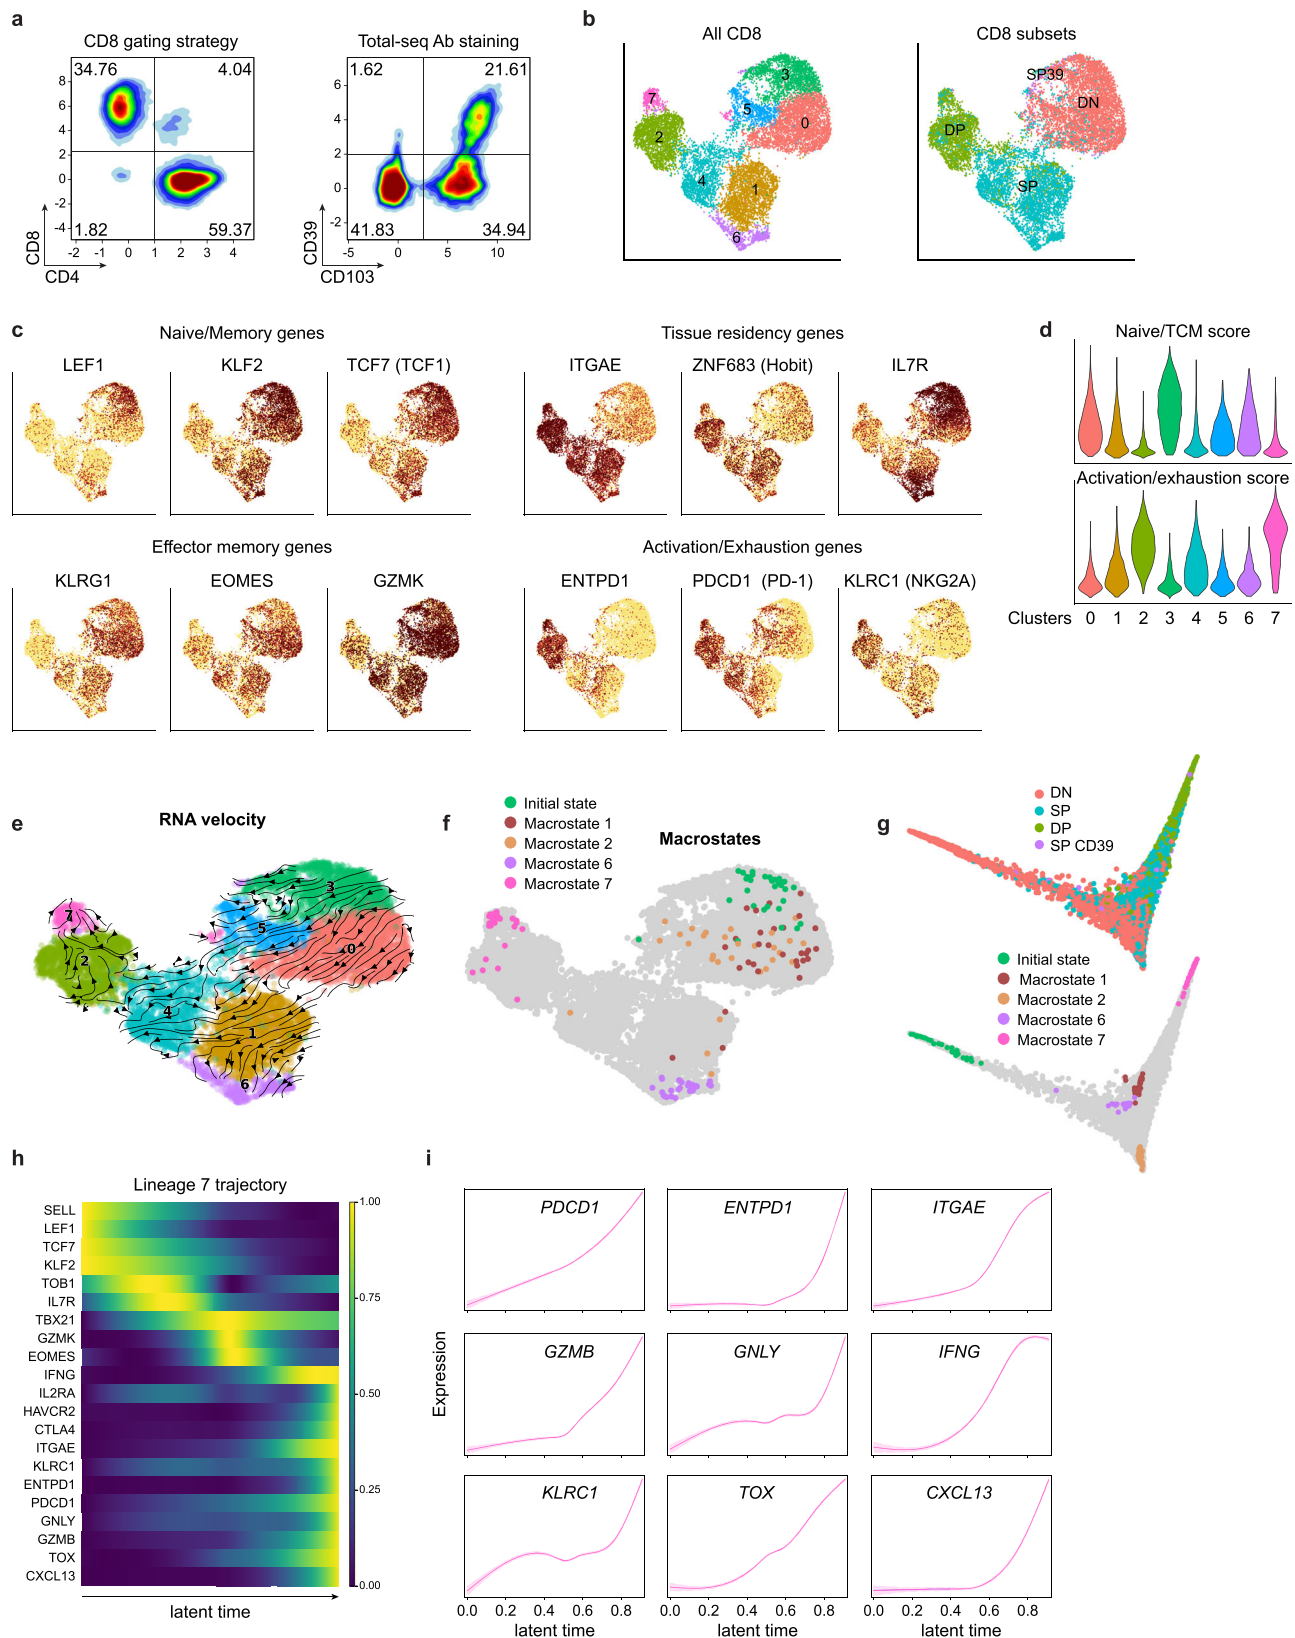 a
CD8 gating strategy
34.76
4.04
8
6
4
2
0
-2
-4
1.82
59.37
-2 -1 0 1 2 3 4
CD8
CD4
Total-seq Ab staining
1.62
21.61
6
4
2
0
-2
41.83
34.94
-5 0 5 10
CD39
CD103
b
All CD8
3
7
5
0
2
4
1
6
CD8 subsets
SP39
DN
DP
SP
c
Naive/Memory genes
Tissue residency genes
LEF1
KLF2
TCF7 (TCF1)
ITGAE
ZNF683 (Hobit)
IL7R
Effector memory genes
Activation/Exhaustion genes
KLRG1
EOMES
GZMK
ENTPD1
PDCD1 (PD-1)
KLRC1 (NKG2A)
d
Naive/TCM score
Activation/exhaustion score
Clusters 0 1 2 3 4 5 6 7
e
RNA velocity
3
7
5
0
2
4
1
6
f
Initial state
Macrostate 1
Macrostate 2
Macrostate 6
Macrostate 7
Macrostates
g
DN
SP
DP
SP CD39
Initial state
Macrostate 1
Macrostate 2
Macrostate 6
Macrostate 7
h
Lineage 7 trajectory
SELL
LEF1
TCF7
KLF2
TOB1
IL7R
TBX21
GZMK
EOMES
IFNG
IL2RA
HAVCR2
CTLA4
ITGAE
KLRC1
ENTPD1
PDCD1
GNLY
GZMB
TOX
CXCL13
1.00
0.75
0.50
0.25
0.00
latent time
i
PDCD1
ENTPD1
ITGAE
GZMB
GNLY
IFNG
KLRC1
TOX
CXCL13
Expression
0.0 0.2 0.4 0.6 0.8
0.0 0.2 0.4 0.6 0.8
0.0 0.2 0.4 0.6 0.8
latent time
latent time
latent time